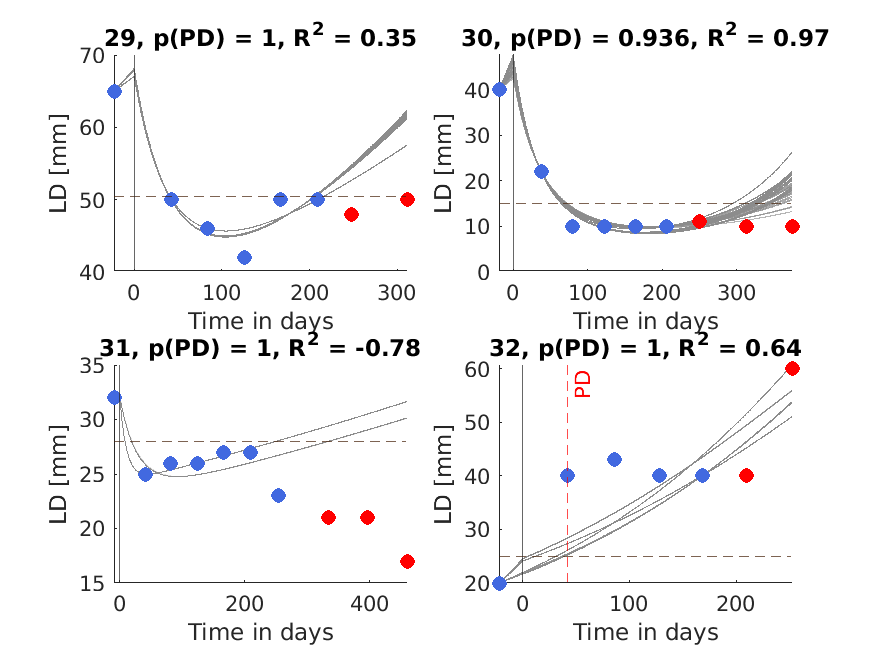 29, p(PD) = 1, R² = 0.35
30, p(PD) = 0.936, R² = 0.97
70
60
50
40
LD [mm]
0
100
200
300
Time in days
40
30
20
10
0
LD [mm]
0
100
200
300
Time in days
31, p(PD) = 1, R² = -0.78
32, p(PD) = 1, R² = 0.64
35
30
25
20
15
LD [mm]
0
200
400
Time in days
60
50
40
30
20
LD [mm]
PD
0
100
200
Time in days